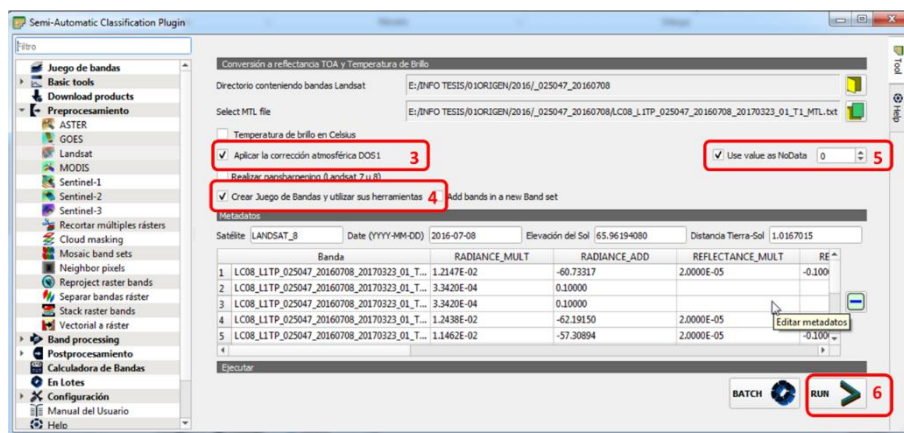 Semi-Automatic Classification Plugin
Filtro
Juego de bandas
Basic tools
Download products
Preprocesamiento
ASTER
GOES
Landsat
MODIS
Sentinel-1
Sentinel-2
Sentinel-3
Recortar múltiples rásters
Cloud masking
Mosaic band sets
Neighbor pixels
Reproject raster bands
Separar bandas ráster
Stack raster bands
Vectorial a ráster
Band processing
Postprocesamiento
Calculadora de Bandas
En Lotes
Configuración
Manual del Usuario
Help
Conversión a reflectancia TOA y Temperatura de Brillo
Directorio conteniendo bandas Landsat E:/INFO TESIS/01ORIGEN/2016/_025047_20160708
Select MTL file E:/INFO TESIS/01ORIGEN/2016/_025047_20160708/LC08_L1TP_025047_20160708_20170323_01_T1_MTL.txt
Temperatura de brillo en Celsius
Aplicar la corrección atmosférica DOS1 3
Use value as NoData 0 5
Realizar pansharpening (Landsat 7 u 8)
Crear Juego de Bandas y utilizar sus herramientas 4 Add bands in a new Band set
Metadatos
Satélite LANDSAT_8 Date (YYYY-MM-DD) 2016-07-08 Elevación del Sol 65.96194080 Distancia Tierra-Sol 1.0167015
Banda RADIANCE_MULT RADIANCE_ADD REFLECTANCE_MULT RE
1 LC08_L1TP_025047_20160708_20170323_01_T... 1.2147E-02 -60.73317 2.0000E-05 -0.100
2 LC08_L1TP_025047_20160708_20170323_01_T... 3.3420E-04 0.10000
3 LC08_L1TP_025047_20160708_20170323_01_T... 3.3420E-04 0.10000
4 LC08_L1TP_025047_20160708_20170323_01_T... 1.2438E-02 -62.19150 2.0000E-05
Editar metadatos
5 LC08_L1TP_025047_20160708_20170323_01_T... 1.1462E-02 -57.30894 2.0000E-05 -0.100
Ejecutar
BATCH
RUN 6
Tool
Help